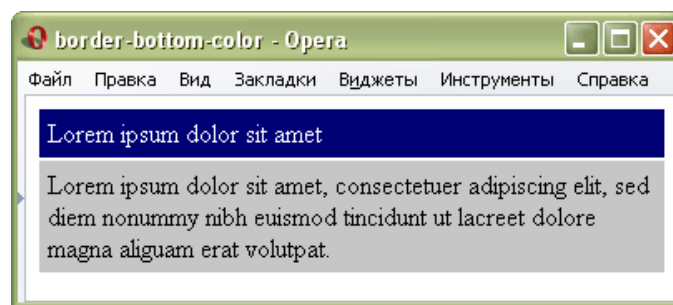 border-bottom-color - Opera
Файл Правка Вид Закладки Виджеты Инструменты Справка
Lorem ipsum dolor sit amet
Lorem ipsum dolor sit amet, consectetuer adipiscing elit, sed
diem nonummy nibh euismod tincidunt ut lacreet dolore
magna aliguam erat volutpat.